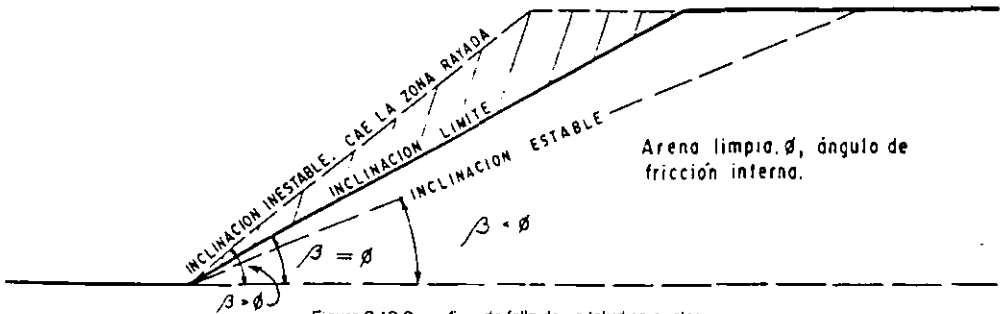 INCLINACION INESTABLE. CAE LA ZONA RAYADA
INCLINACION LIMITE
INCLINACION ESTABLE
Arena limpia. Ø, ángulo de
fricción interna.
β < Ø
β = Ø
β > Ø